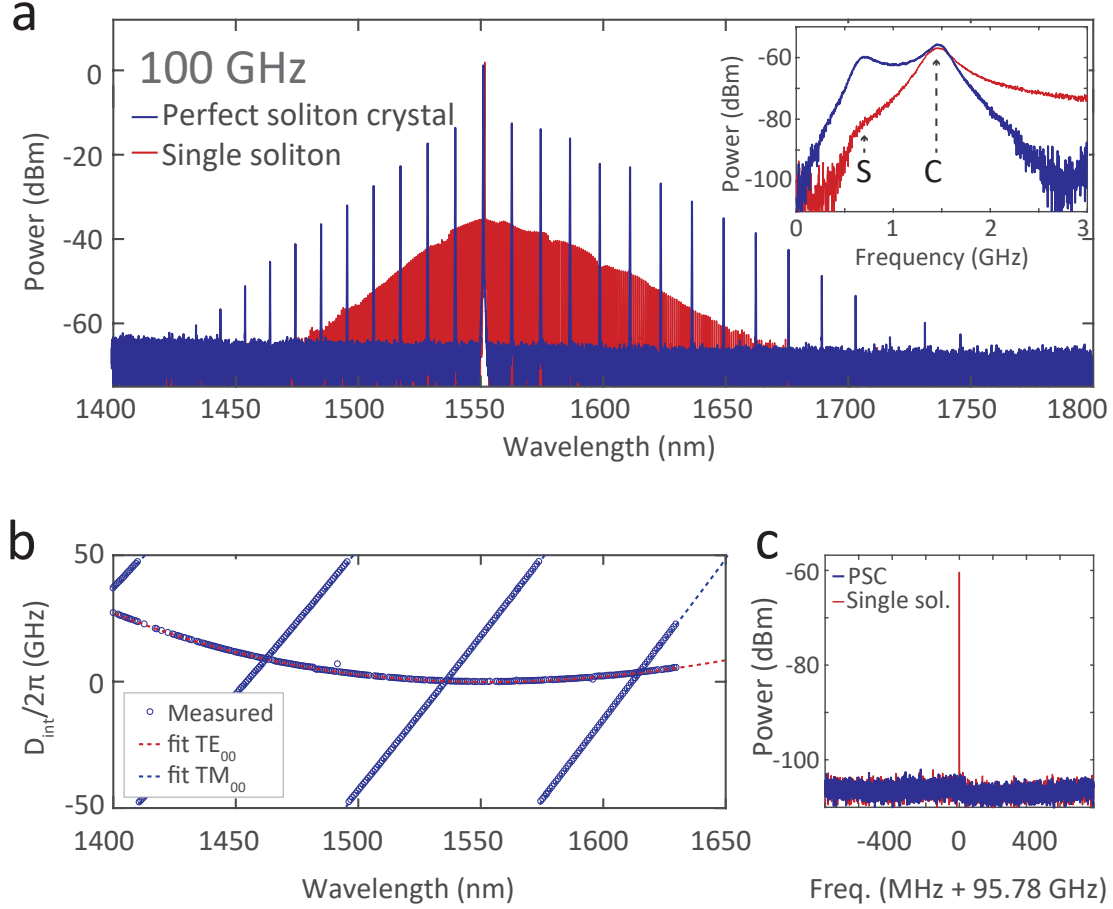 a
100 GHz
Perfect soliton crystal
Single soliton
Power (dBm)
0
-20
-40
-60
1400
1450
1500
1550
1600
1650
1700
1750
1800
Wavelength (nm)
Power (dBm)
-60
-80
-100
S
C
0
1
2
3
Frequency (GHz)
b
D_int/2π (GHz)
50
0
-50
Measured
fit TE_00
fit TM_00
1400
1450
1500
1550
1600
1650
Wavelength (nm)
c
Power (dBm)
-60
-80
-100
PSC
Single sol.
-400
0
400
Freq. (MHz + 95.78 GHz)